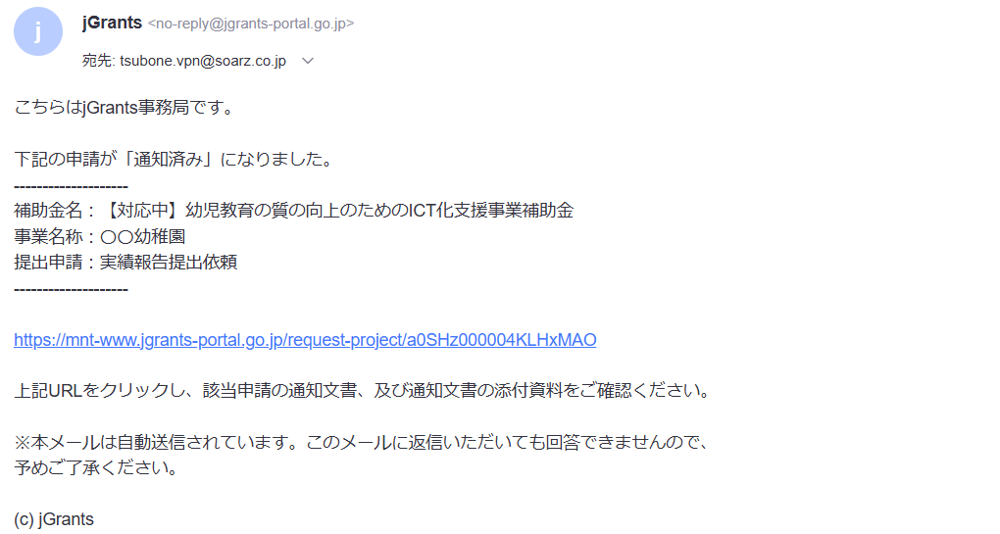 j
jGrants <no-reply@jgrants-portal.go.jp>
宛先: tsubone.vpn@soarz.co.jp
こちらはjGrants事務局です。
下記の申請が「通知済み」になりました。
--------------------
補助金名：【対応中】幼児教育の質の向上のためのICT化支援事業補助金
事業名称：〇〇幼稚園
提出申請：実績報告提出依頼
--------------------
https://mnt-www.jgrants-portal.go.jp/request-project/a0SHz000004KLHxMAO
上記URLをクリックし、該当申請の通知文書、及び通知文書の添付資料をご確認ください。
※本メールは自動送信されています。このメールに返信いただいても回答できませんので、
予めご了承ください。
(c) jGrants